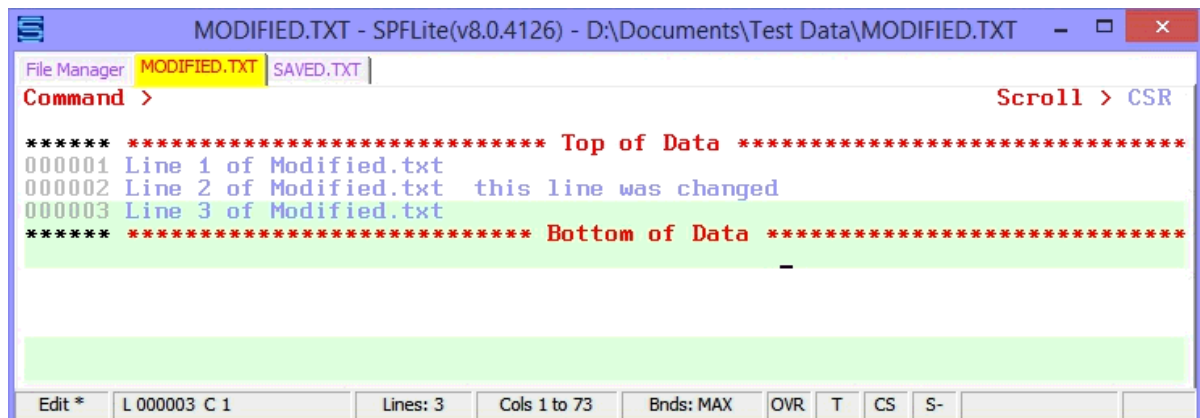 MODIFIED.TXT - SPFLite(v8.0.4126) - D:\Documents\Test Data\MODIFIED.TXT
File Manager MODIFIED.TXT SAVED.TXT
Command > Scroll > CSR
****** ***************************** Top of Data *******************************
000001 Line 1 of Modified.txt
000002 Line 2 of Modified.txt  this line was changed
000003 Line 3 of Modified.txt
****** **************************** Bottom of Data *****************************
Edit * L 000003 C 1 Lines: 3 Cols 1 to 73 Bnds: MAX OVR T CS S-